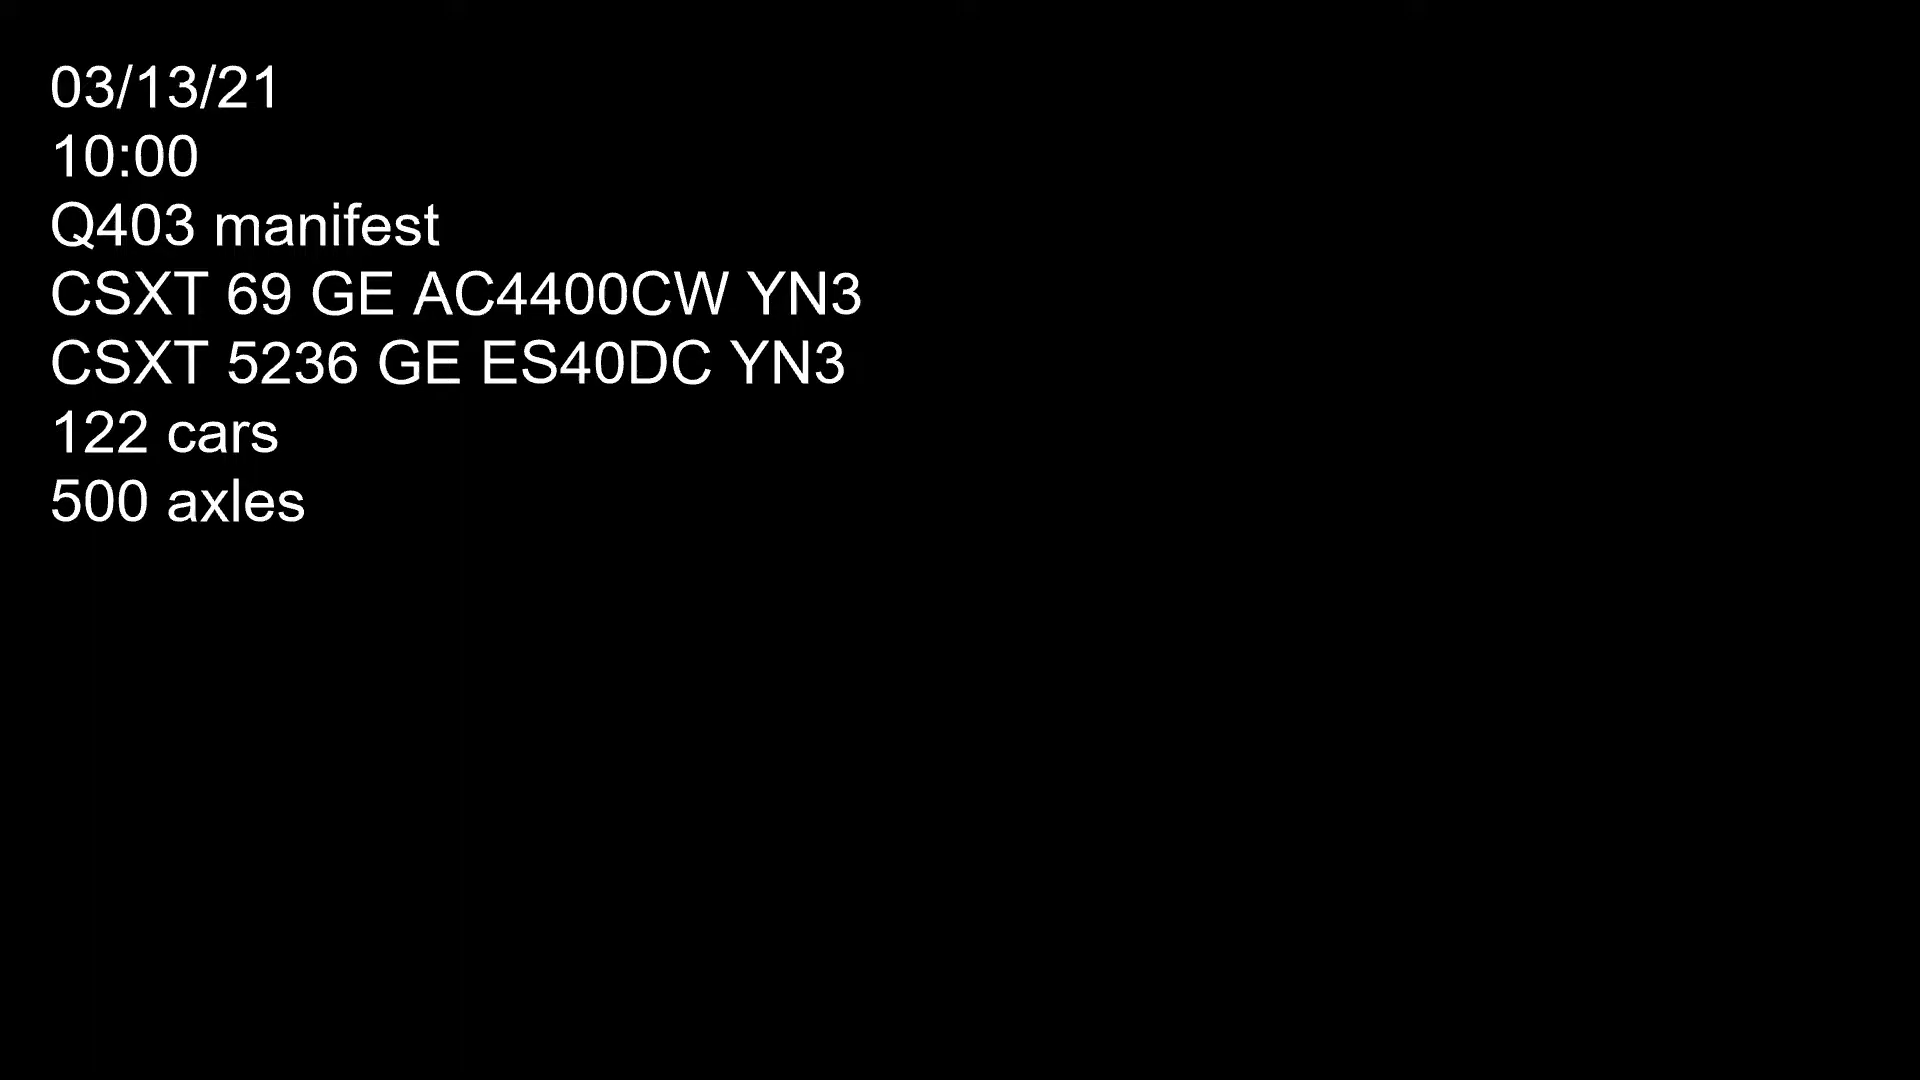 03/13/21
10:00
Q403 manifest
CSXT 69 GE AC4400CW YN3
CSXT 5236 GE ES40DC YN3
122 cars
500 axles